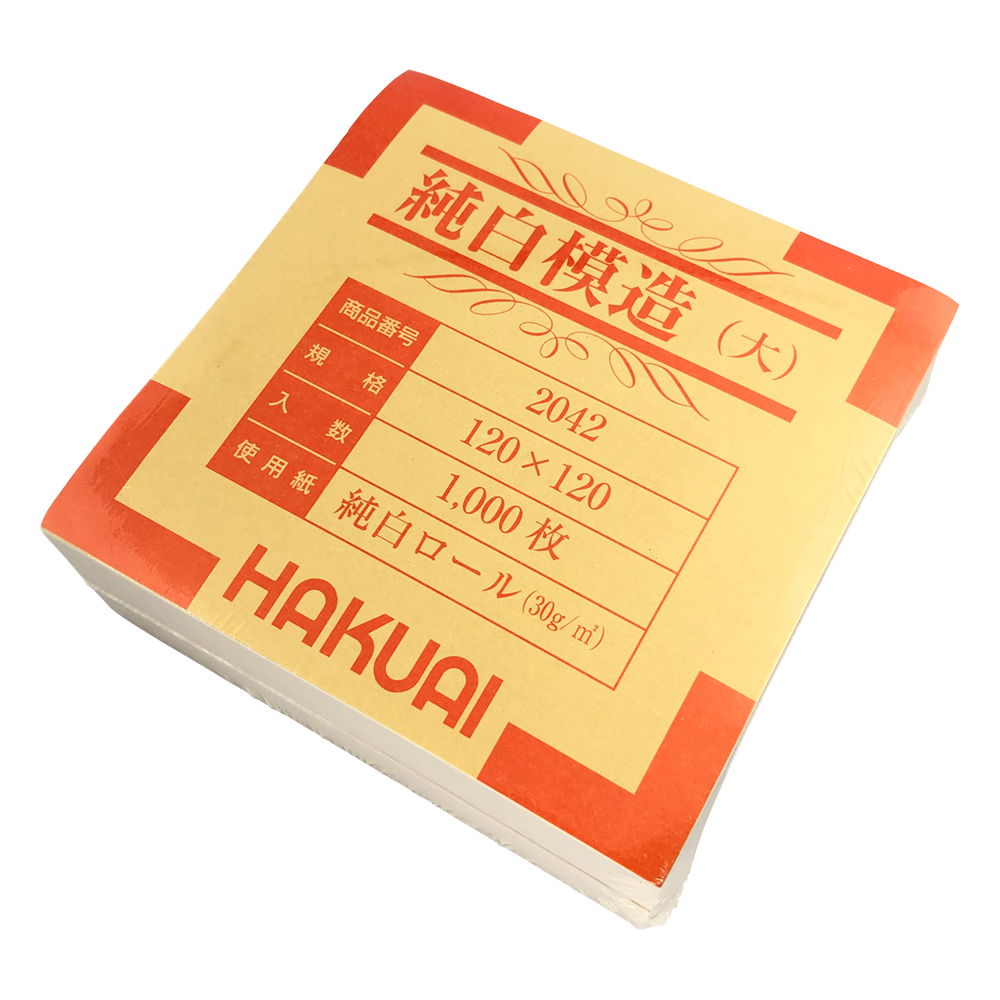 純白模造（大）
商品番号 2042
規格 120×120
入数 1,000枚
使用紙 純白ロール(30g/㎡)
HAKUAI